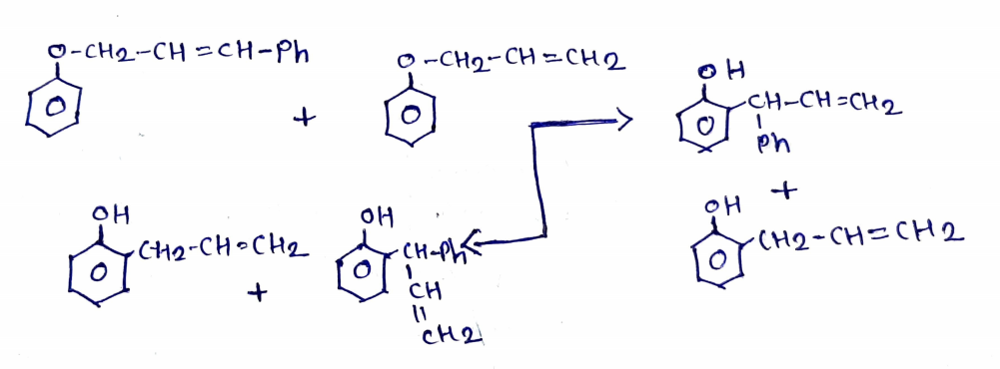 O-CH2-CH=CH-Ph
O-CH2-CH=CH2
+
OH
CH-CH=CH2
Ph
+
OH
CH2-CH=CH2
OH
CH2-CH=CH2
+
OH
CH-Ph
CH
CH2